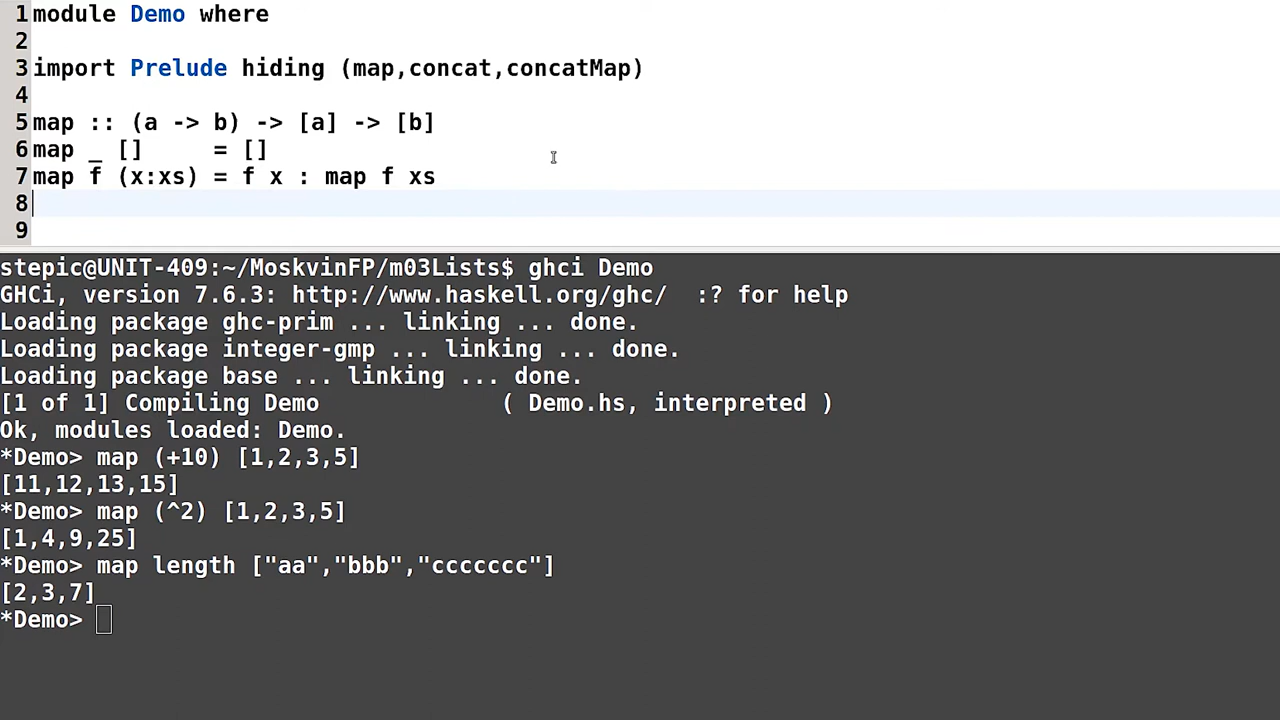 1 module Demo where
2
3 import Prelude hiding (map,concat,concatMap)
4
5 map :: (a -> b) -> [a] -> [b]
6 map _ []     = []
7 map f (x:xs) = f x : map f xs
8
9
stepic@UNIT-409:~/MoskvinFP/m03Lists$ ghci Demo
GHCi, version 7.6.3: http://www.haskell.org/ghc/  :? for help
Loading package ghc-prim ... linking ... done.
Loading package integer-gmp ... linking ... done.
Loading package base ... linking ... done.
[1 of 1] Compiling Demo             ( Demo.hs, interpreted )
Ok, modules loaded: Demo.
*Demo> map (+10) [1,2,3,5]
[11,12,13,15]
*Demo> map (^2) [1,2,3,5]
[1,4,9,25]
*Demo> map length ["aa","bbb","ccccccc"]
[2,3,7]
*Demo>